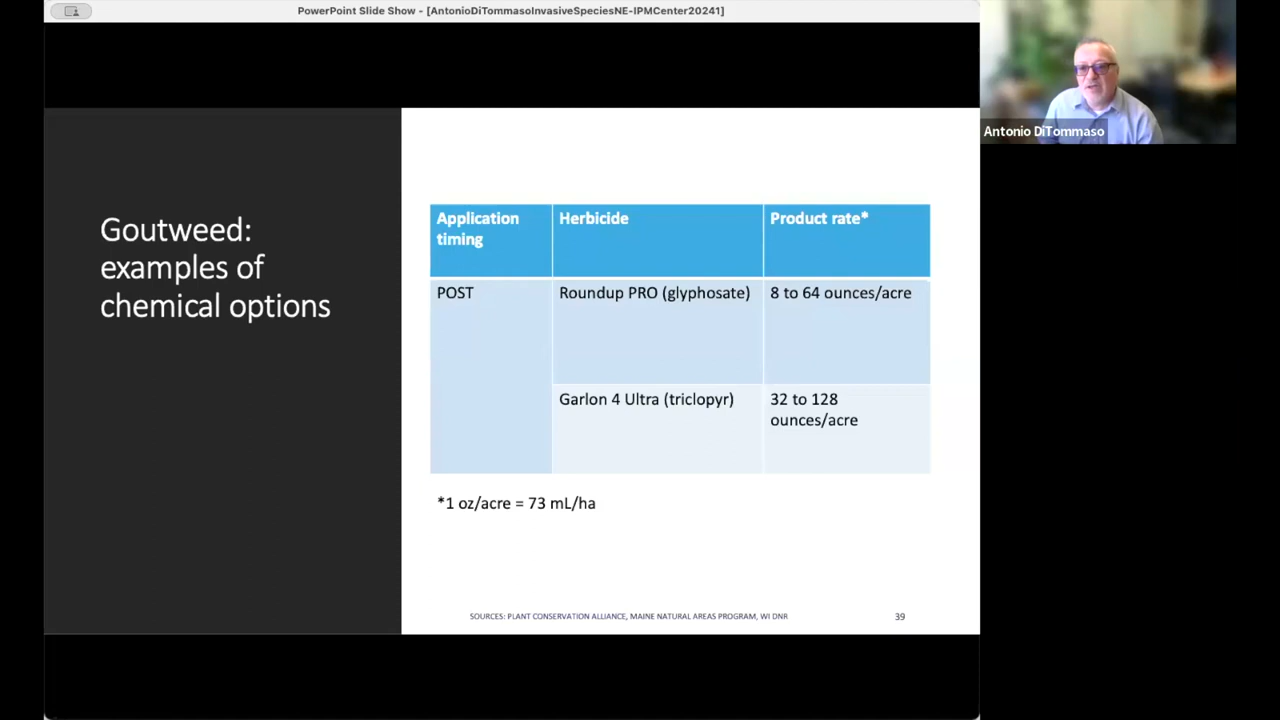 PowerPoint Slide Show - [AntonioDiTommasoInvasiveSpeciesNE-IPMCenter20241]
Antonio DiTommaso
Goutweed:
examples of
chemical options
Application
timing
Herbicide
Product rate*
POST
Roundup PRO (glyphosate)
8 to 64 ounces/acre
Garlon 4 Ultra (triclopyr)
32 to 128
ounces/acre
*1 oz/acre = 73 mL/ha
SOURCES: PLANT CONSERVATION ALLIANCE, MAINE NATURAL AREAS PROGRAM, WI DNR
39